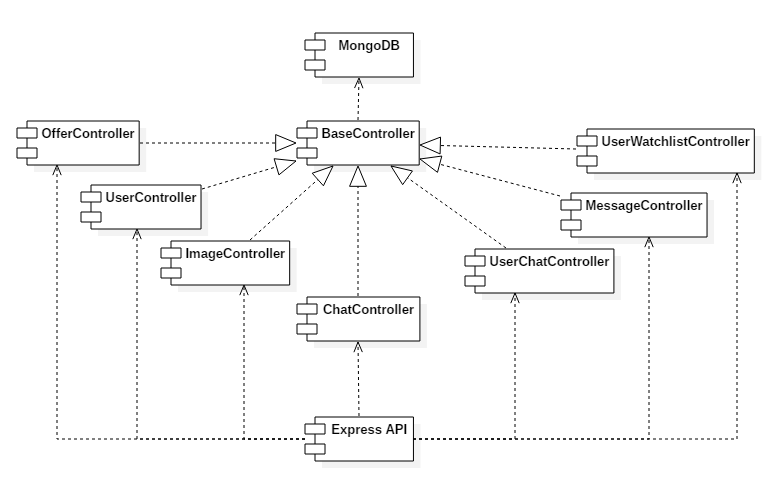 MongoDB
OfferController
BaseController
UserWatchlistController
UserController
MessageController
ImageController
UserChatController
ChatController
Express API